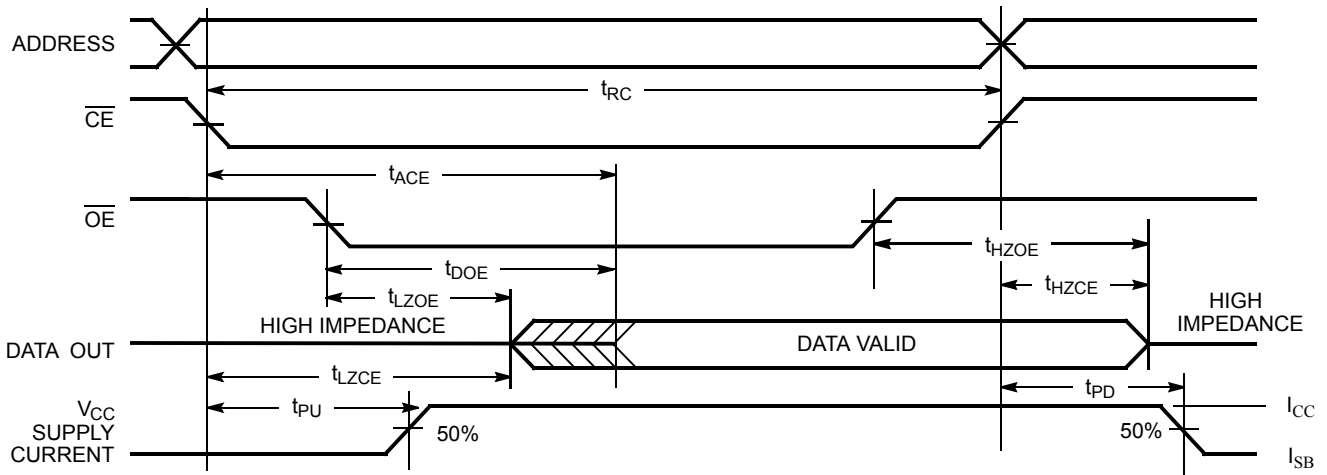 ADDRESS
tRC
CE
tACE
OE
tHZOE
tDOE
tHZCE
tLZOE
HIGH IMPEDANCE
HIGH
IMPEDANCE
DATA OUT
DATA VALID
tLZCE
tPD
tPU
VCC
SUPPLY
CURRENT
50%
50%
ICC
ISB